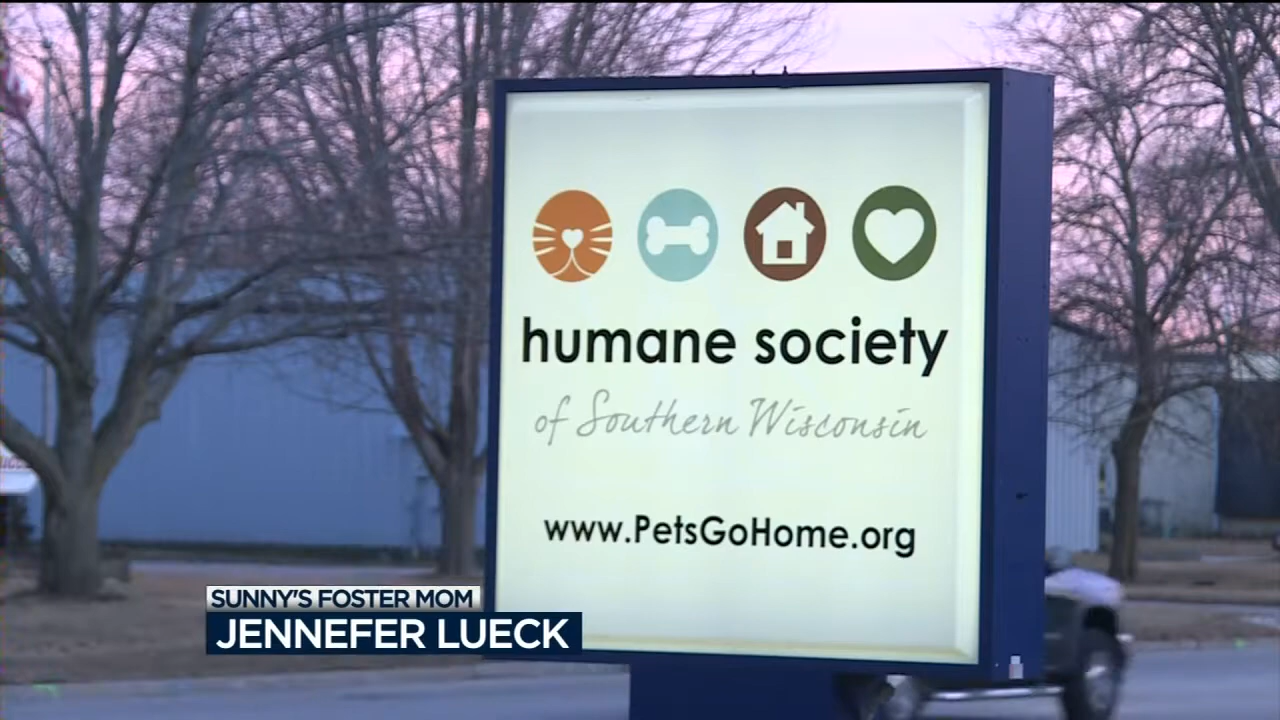 humane society
of Southern Wisconsin
www.PetsGoHome.org
SUNNY'S FOSTER MOM
JENNEFER LUECK